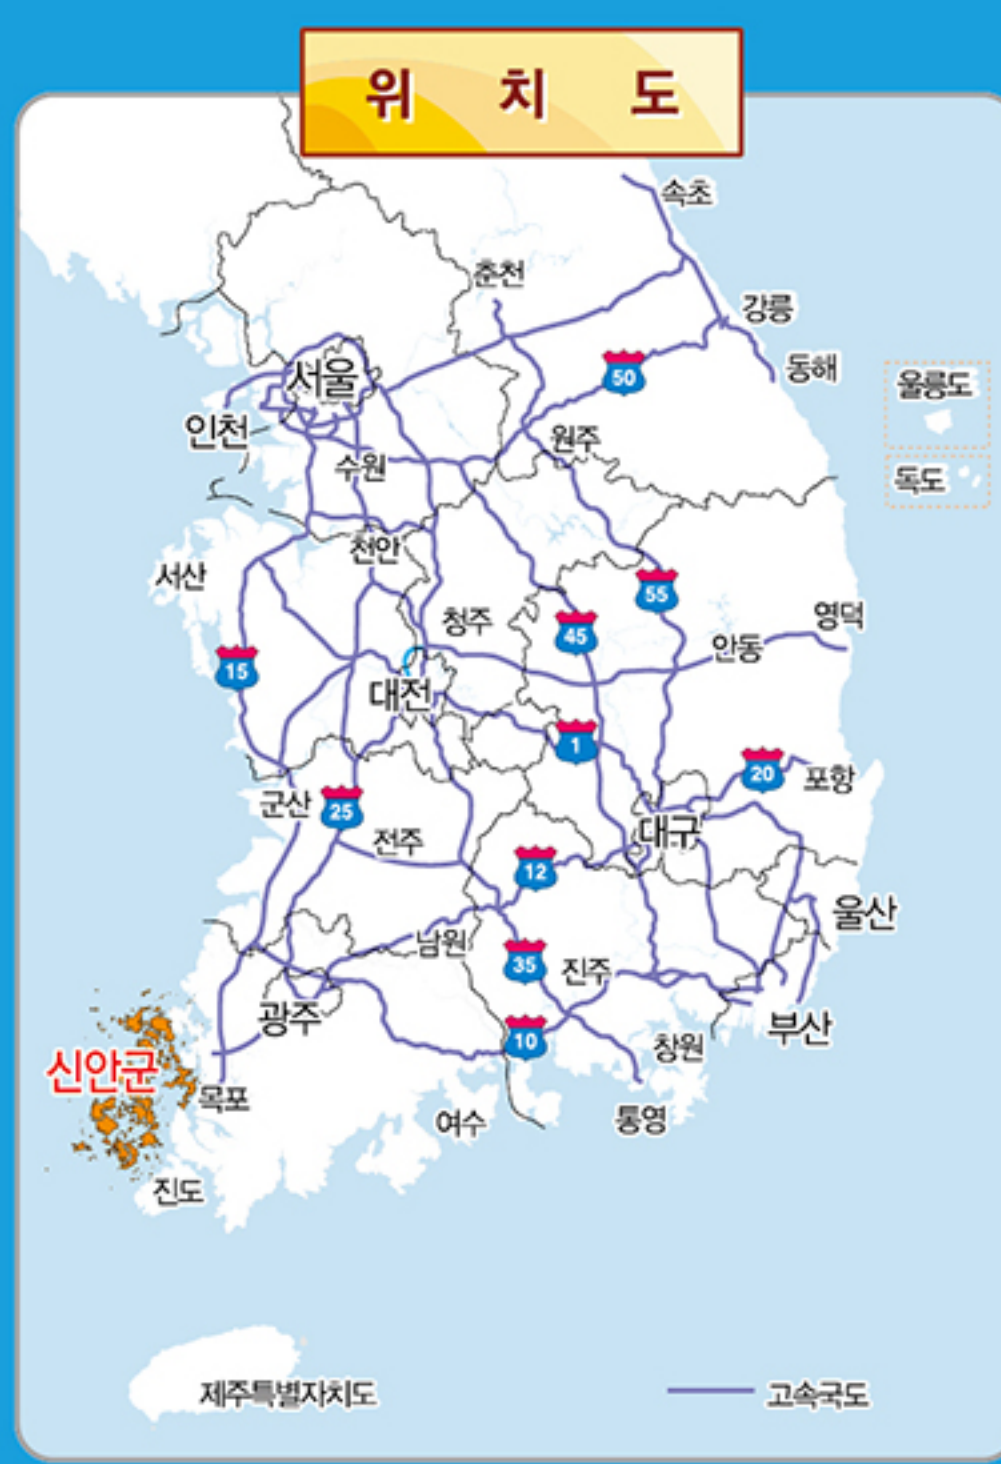 위 치 도
속초
춘천
강릉
동해
50
서울
울릉도
인천
원주
수원
독도
천안
서산
55
청주
45
영덕
안동
15
대전
1
20
포항
군산
25
전주
대구
12
울산
남원
35
진주
광주
부산
10
창원
신안군
목포
여수
통영
진도
제주특별자치도
고속국도